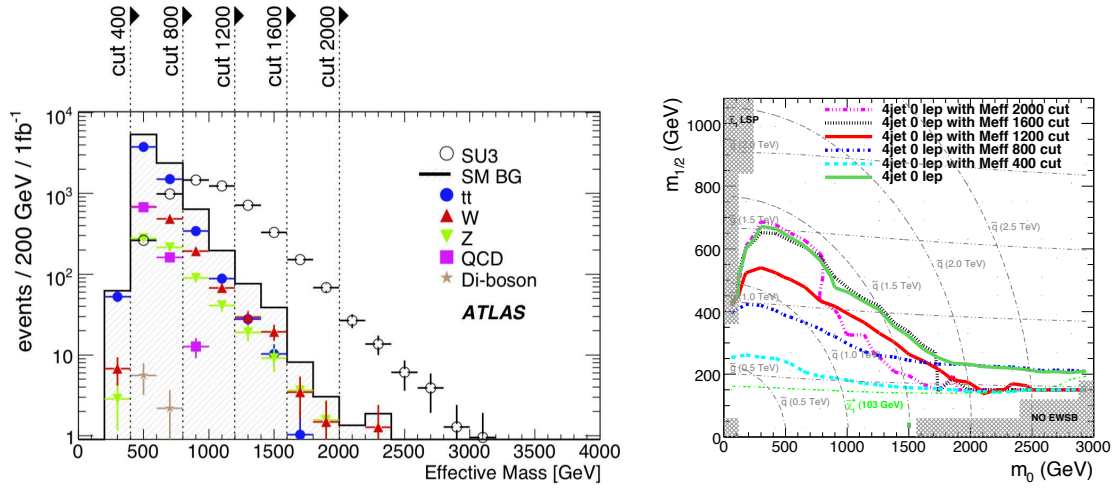 cut 400
cut 800
cut 1200
cut 1600
cut 2000
events / 200 GeV / 1fb⁻¹
10⁴
10³
10²
10
1
SU3
SM BG
tt
W
Z
QCD
Di-boson
ATLAS
0 500 1000 1500 2000 2500 3000 3500 4000
Effective Mass [GeV]
m₁/₂ (GeV)
1000
800
600
400
200
0
LSP
4jet 0 lep with Meff 2000 cut
4jet 0 lep with Meff 1600 cut
4jet 0 lep with Meff 1200 cut
4jet 0 lep with Meff 800 cut
4jet 0 lep with Meff 400 cut
4jet 0 lep
g̃ (2.0 TeV)
g̃ (1.5 TeV)
q̃ (2.5 TeV)
q̃ (2.0 TeV)
q̃ (1.5 TeV)
g̃ (1.0 TeV)
q̃ (1.0 TeV)
g̃ (0.5 TeV)
q̃ (0.5 TeV)
(103 GeV)
NO EWSB
0 500 1000 1500 2000 2500 3000
m₀ (GeV)